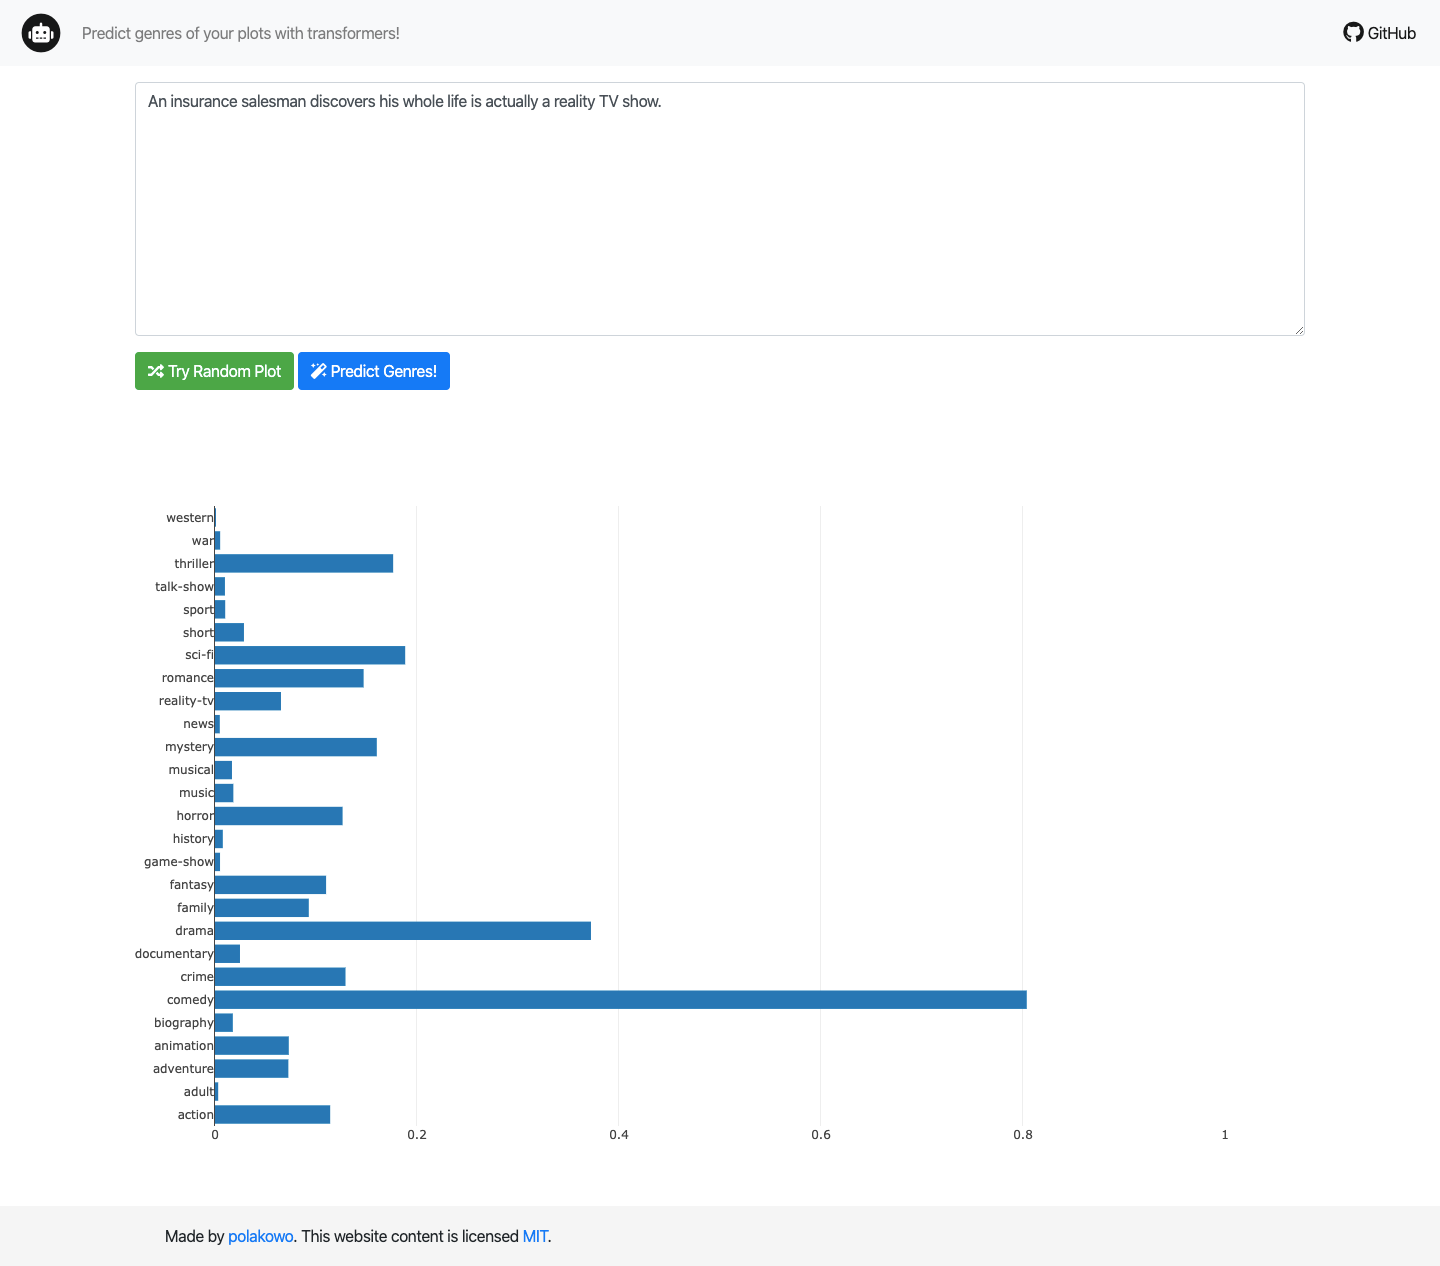 Predict genres of your plots with transformers!
GitHub
An insurance salesman discovers his whole life is actually a reality TV show.
Try Random Plot
Predict Genres!
western
war
thriller
talk-show
sport
short
sci-fi
romance
reality-tv
news
mystery
musical
music
horror
history
game-show
fantasy
family
drama
documentary
crime
comedy
biography
animation
adventure
adult
action
0 0.2 0.4 0.6 0.8 1
Made by polakowo. This website content is licensed MIT.